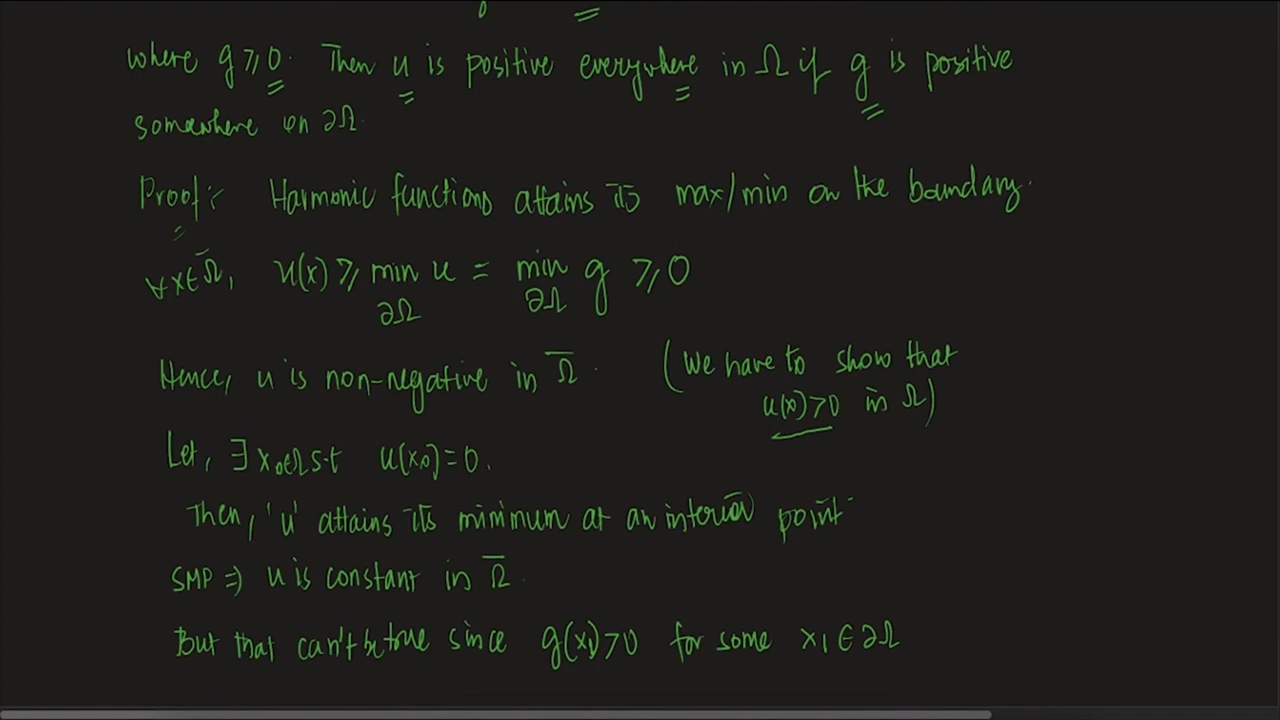 where g ≥ 0. Then u is positive everywhere in Ω if g is positive
somewhere on ∂Ω.
Proof :- Harmonic functions attains its max/min on the boundary.
∀ x ∈ Ω̅, u(x) ≥ min u = min g ≥ 0
∂Ω ∂Ω
Hence, u is non-negative in Ω̅. (We have to show that
u(x) > 0 in Ω)
Let, ∃ x₀ ∈ Ω s.t u(x₀) = 0.
Then, 'u' attains its minimum at an interior point.
SMP ⇒ u is constant in Ω̅.
But that can't be true since g(x₁) > 0 for some x₁ ∈ ∂Ω